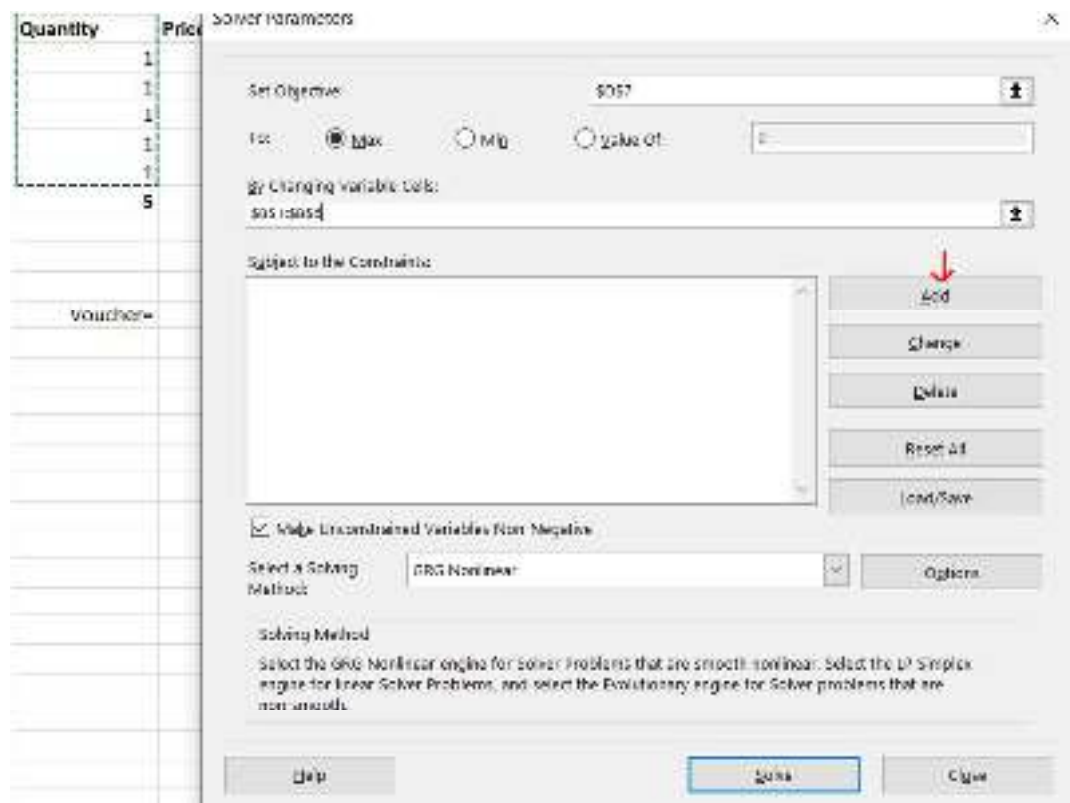 Quantity
Price
Solver Parameters
1
1
1
1
1
5
Voucher=
Set Objective:
$D$7
To:
Max
Min
Value Of:
By Changing Variable Cells:
Subject to the Constraints:
Add
Change
Delete
Reset All
Load/Save
Make Unconstrained Variables Non-Negative
Select a Solving
Method:
GRG Nonlinear
Options
Solving Method
Select the GRG Nonlinear engine for Solver Problems that are smooth nonlinear. Select the LP Simplex
engine for linear Solver Problems, and select the Evolutionary engine for Solver problems that are
non-smooth.
Help
Solve
Close